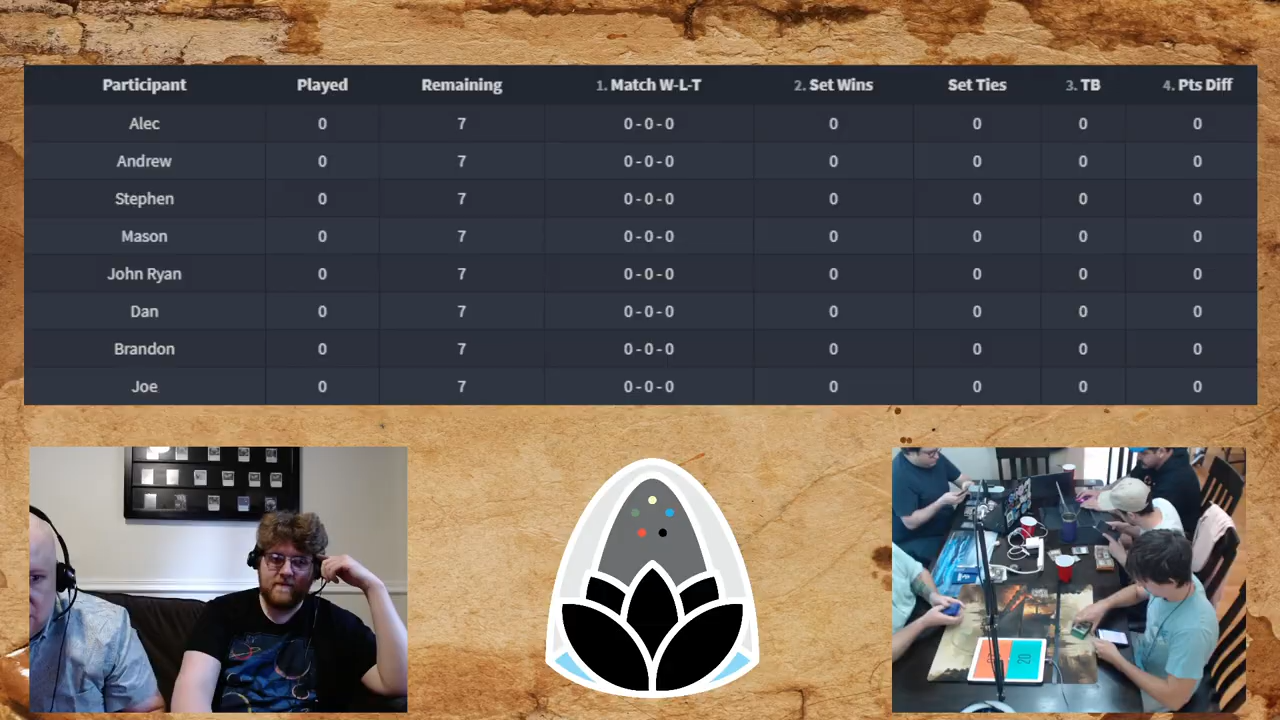 Participant Played Remaining 1. Match W-L-T 2. Set Wins Set Ties 3. TB 4. Pts Diff
Alec 0 7 0 - 0 - 0 0 0 0 0
Andrew 0 7 0 - 0 - 0 0 0 0 0
Stephen 0 7 0 - 0 - 0 0 0 0 0
Mason 0 7 0 - 0 - 0 0 0 0 0
John Ryan 0 7 0 - 0 - 0 0 0 0 0
Dan 0 7 0 - 0 - 0 0 0 0 0
Brandon 0 7 0 - 0 - 0 0 0 0 0
Joe 0 7 0 - 0 - 0 0 0 0 0
20